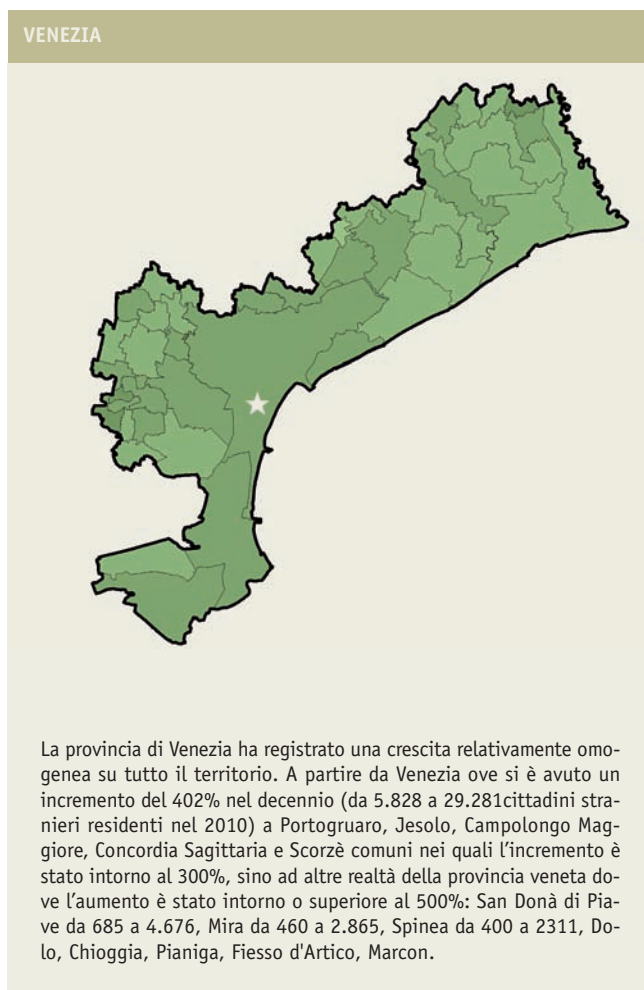 VENEZIA
La provincia di Venezia ha registrato una crescita relativamente omo-
genea su tutto il territorio. A partire da Venezia ove si è avuto un
incremento del 402% nel decennio (da 5.828 a 29.281cittadini stra-
nieri residenti nel 2010) a Portogruaro, Jesolo, Campolongo Mag-
giore, Concordia Sagittaria e Scorzè comuni nei quali l'incremento è
stato intorno al 300%, sino ad altre realtà della provincia veneta do-
ve l'aumento è stato intorno o superiore al 500%: San Donà di Pia-
ve da 685 a 4.676, Mira da 460 a 2.865, Spinea da 400 a 2311, Do-
lo, Chioggia, Pianiga, Fiesso d'Artico, Marcon.